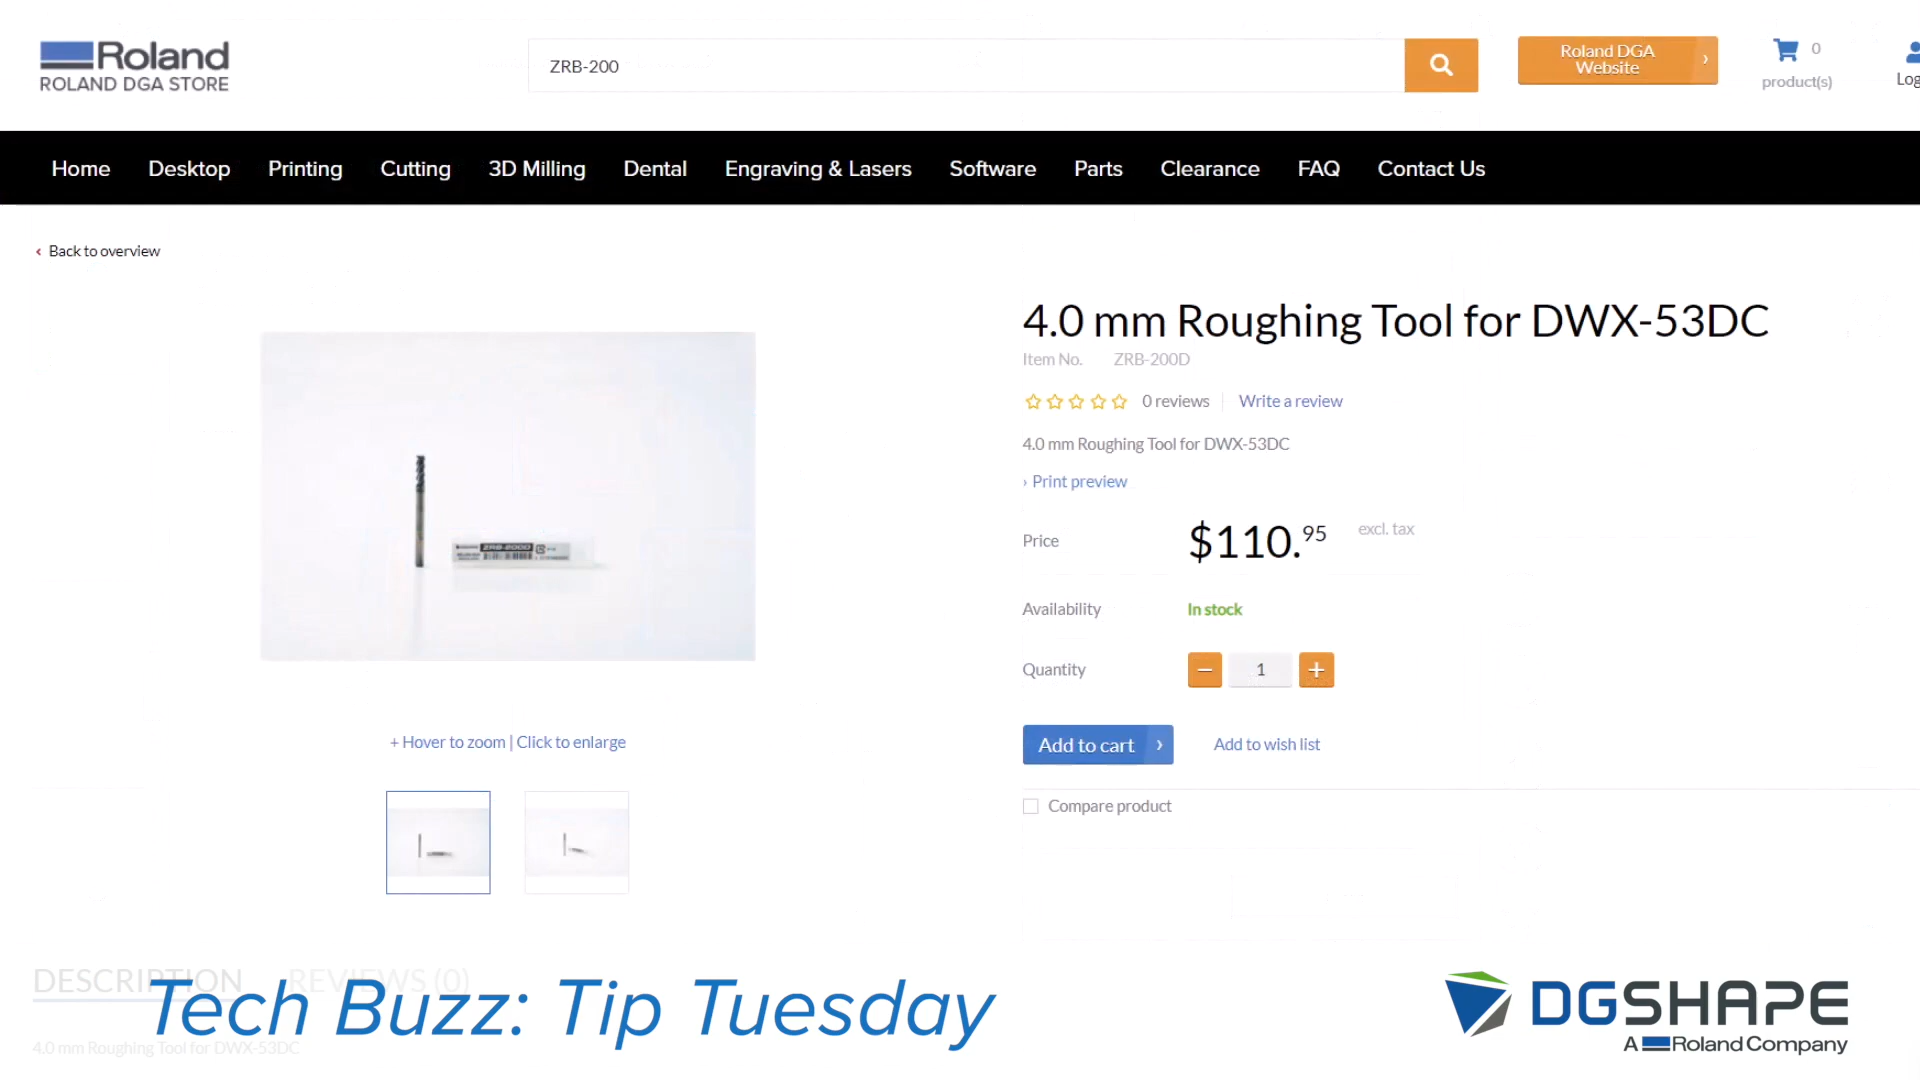 Roland
ROLAND DGA STORE
ZRB-200
Roland DGA
Website
0
product(s)
Log
Home Desktop Printing Cutting 3D Milling Dental Engraving & Lasers Software Parts Clearance FAQ Contact Us
‹ Back to overview
4.0 mm Roughing Tool for DWX-53DC
Item No. ZRB-200D
0 reviews Write a review
4.0 mm Roughing Tool for DWX-53DC
› Print preview
Price $110.95 excl. tax
Availability In stock
Quantity − 1 +
ZRB-200D
+ Hover to zoom | Click to enlarge
Add to cart › Add to wish list
Compare product
DESCRIPTION REVIEWS (0)
Tech Buzz: Tip Tuesday
4.0 mm Roughing Tool for DWX-53DC
DGSHAPE
A Roland Company